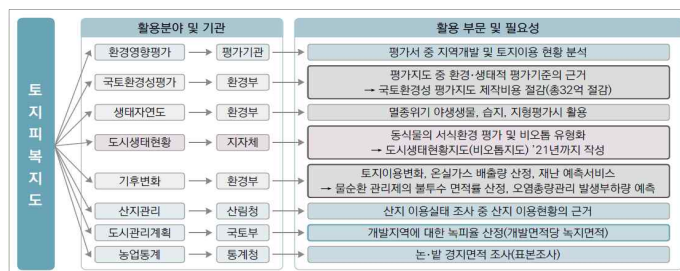 토지피복지도
활용분야 및 기관
활용 부문 및 필요성
환경영향평가
평가기관
평가서 중 지역개발 및 토지이용 현황 분석
국토환경성평가
환경부
평가지도 중 환경·생태적 평가기준의 근거
→ 국토환경성 평가지도 제작비용 절감(총32억 절감)
생태자연도
환경부
멸종위기 야생생물, 습지, 지형평가시 활용
도시생태현황
지자체
동식물의 서식환경 평가 및 비오톱 유형화
→ 도시생태현황지도(비오톱지도) '21년까지 작성
기후변화
환경부
토지이용변화, 온실가스 배출량 산정, 재난 예측서비스
→ 물순환 관리제의 불투수 면적률 산정, 오염총량관리 발생부하량 예측
산지관리
산림청
산지 이용실태 조사 중 산지 이용현황의 근거
도시관리계획
국토부
개발지역에 대한 녹피율 산정(개발면적당 녹지면적)
농업통계
통계청
논·밭 경지면적 조사(표본조사)